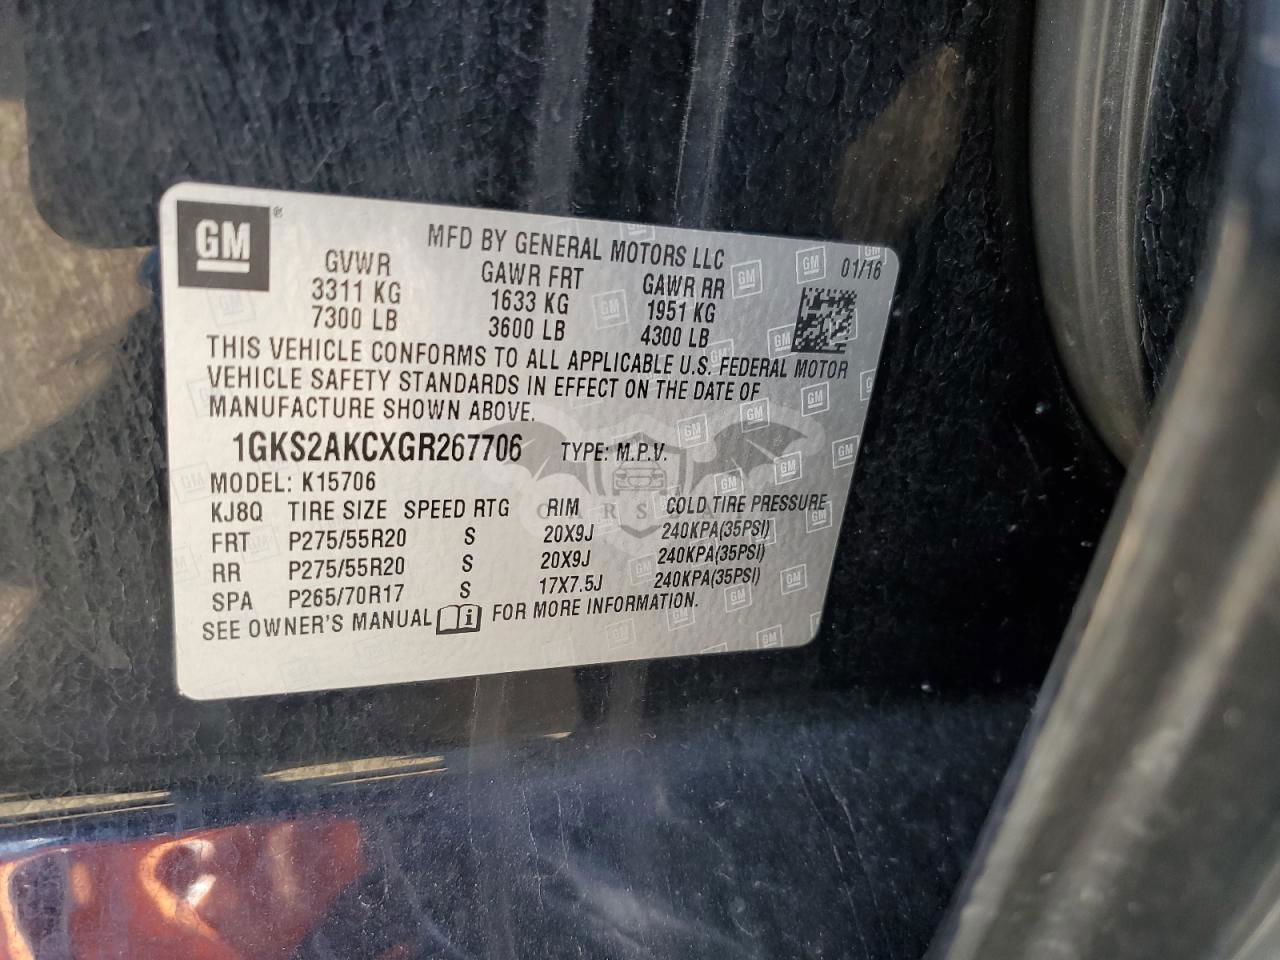 GM®
MFD BY GENERAL MOTORS LLC
01/16
GVWR GAWR FRT GAWR RR
3311 KG 1633 KG 1951 KG
7300 LB 3600 LB 4300 LB
THIS VEHICLE CONFORMS TO ALL APPLICABLE U.S. FEDERAL MOTOR
VEHICLE SAFETY STANDARDS IN EFFECT ON THE DATE OF
MANUFACTURE SHOWN ABOVE.
1GKS2AKCXGR267706 TYPE: M.P.V.
MODEL: K15706
KJ8Q TIRE SIZE SPEED RTG RIM COLD TIRE PRESSURE
FRT P275/55R20 S 20X9J 240KPA(35PSI)
RR P275/55R20 S 20X9J 240KPA(35PSI)
SPA P265/70R17 S 17X7.5J 240KPA(35PSI)
SEE OWNER'S MANUAL i FOR MORE INFORMATION.